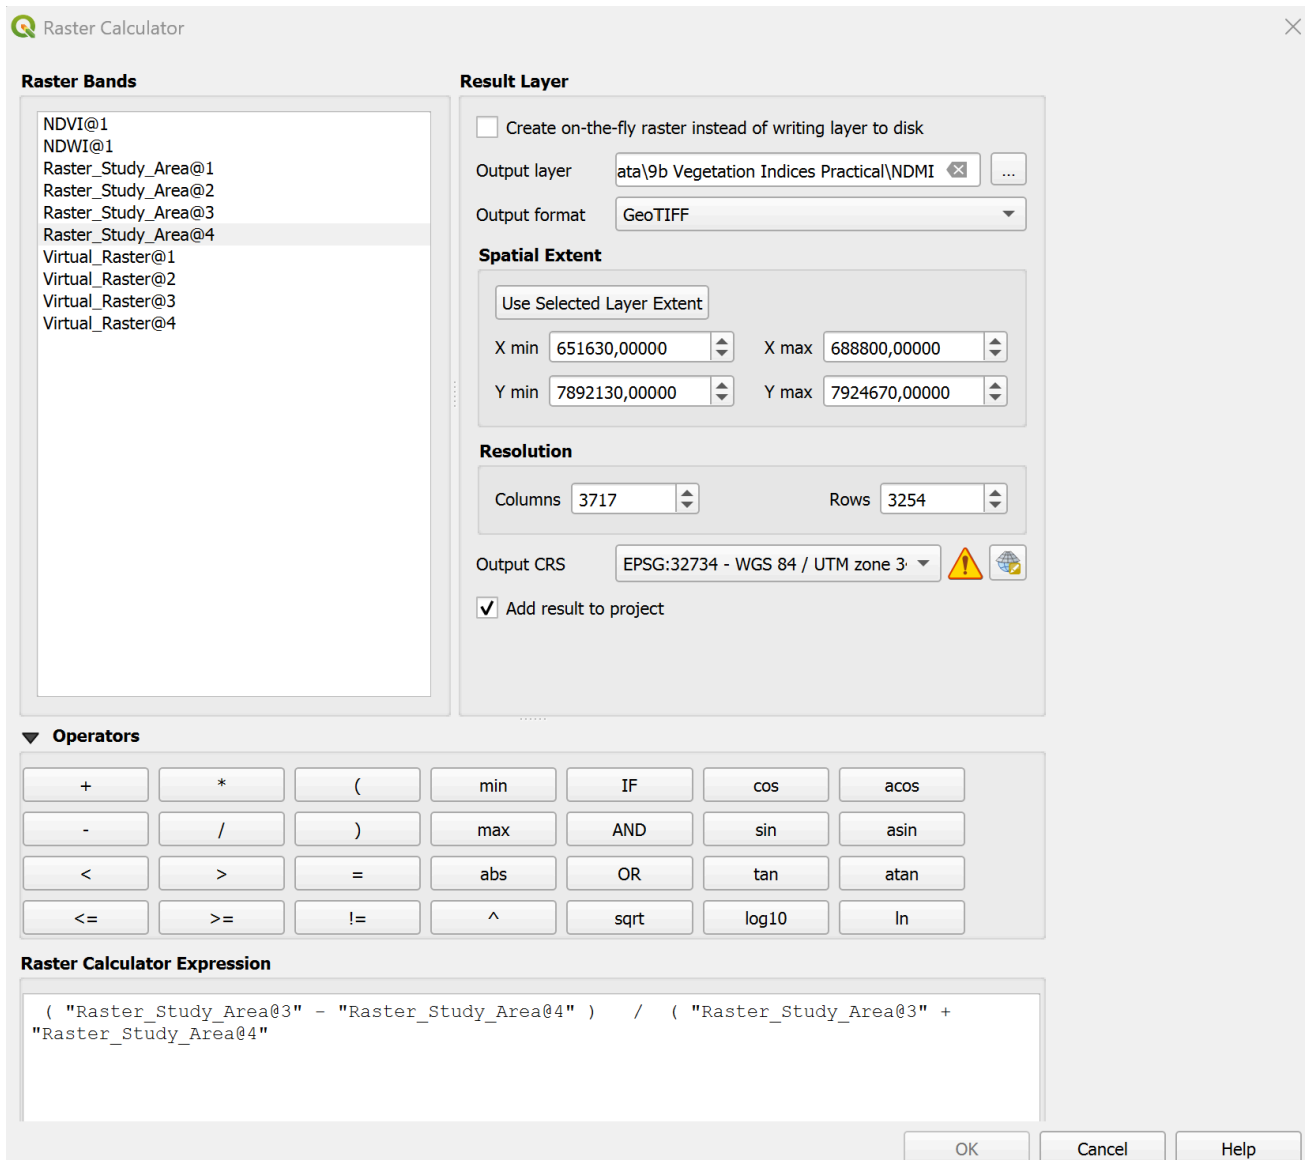 Raster Calculator
Raster Bands
NDVI@1
NDWI@1
Raster_Study_Area@1
Raster_Study_Area@2
Raster_Study_Area@3
Raster_Study_Area@4
Virtual_Raster@1
Virtual_Raster@2
Virtual_Raster@3
Virtual_Raster@4
Result Layer
Create on-the-fly raster instead of writing layer to disk
Output layer ata\9b Vegetation Indices Practical\NDMI ...
Output format GeoTIFF
Spatial Extent
Use Selected Layer Extent
X min 651630,00000 X max 688800,00000
Y min 7892130,00000 Y max 7924670,00000
Resolution
Columns 3717 Rows 3254
Output CRS EPSG:32734 - WGS 84 / UTM zone 3
Add result to project
Operators
+ * ( min IF cos acos
- / ) max AND sin asin
< > = abs OR tan atan
<= >= != ^ sqrt log10 ln
Raster Calculator Expression
( "Raster_Study_Area@3" - "Raster_Study_Area@4" ) / ( "Raster_Study_Area@3" +
"Raster_Study_Area@4"
OK Cancel Help